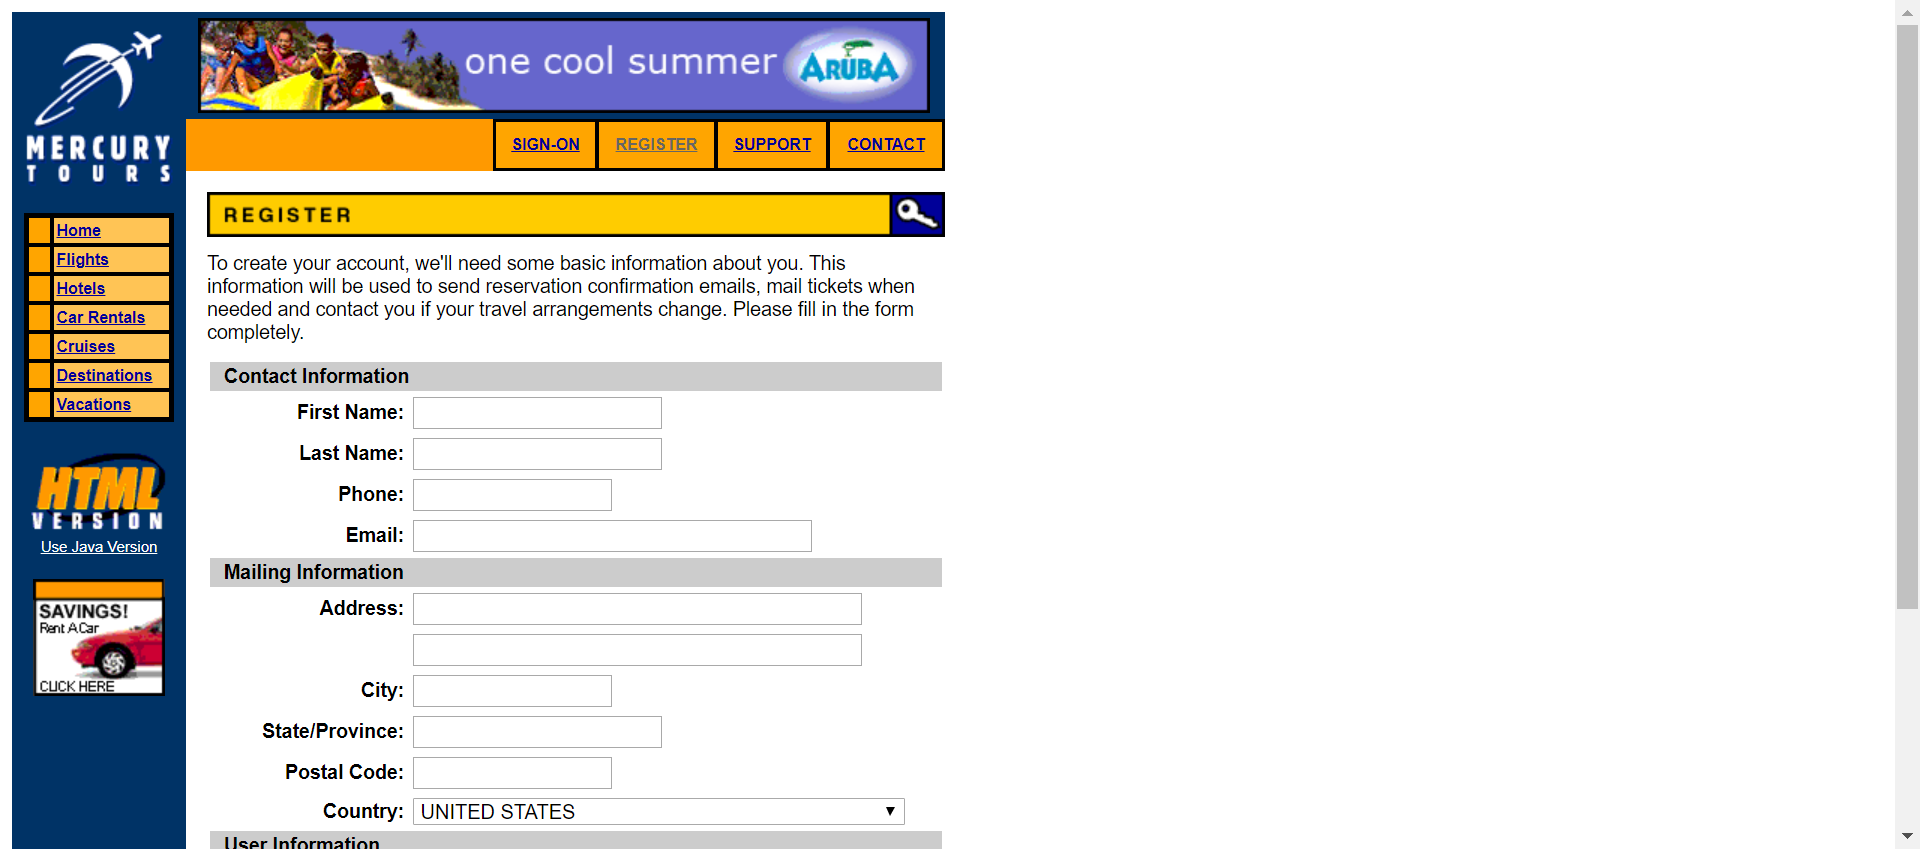 one cool summer ARUBA
MERCURY
TOURS
SIGN-ON REGISTER SUPPORT CONTACT
REGISTER
Home
Flights
Hotels
Car Rentals
Cruises
Destinations
Vacations
HTML
VERSION
Use Java Version
SAVINGS!
Rent A Car
CLICK HERE
To create your account, we'll need some basic information about you. This
information will be used to send reservation confirmation emails, mail tickets when
needed and contact you if your travel arrangements change. Please fill in the form
completely.
Contact Information
First Name:
Last Name:
Phone:
Email:
Mailing Information
Address:
City:
State/Province:
Postal Code:
Country: UNITED STATES
User Information